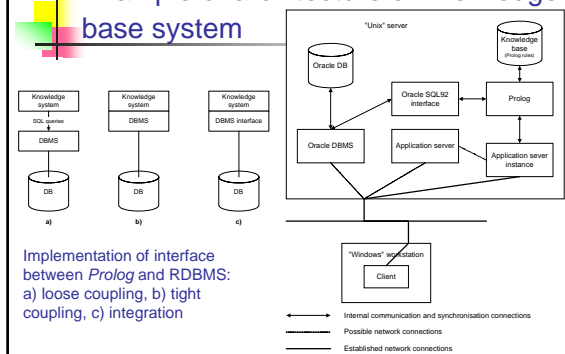 base system
Knowledge
system
SQL queries
DBMS
DB
a)
Knowledge
system
DBMS
DB
b)
Knowledge
system
DBMS interface
DB
c)
Implementation of interface
between Prolog and RDBMS:
a) loose coupling, b) tight
coupling, c) integration
"Unix" server
Oracle DB
Knowledge
base
(Prolog rules)
Oracle SQL92
interface
Prolog
Oracle DBMS
Application server
Application sever
instance
"Windows" workstation
Client
Internal communication and synchronisation connections
Possible network connections
Established network connections